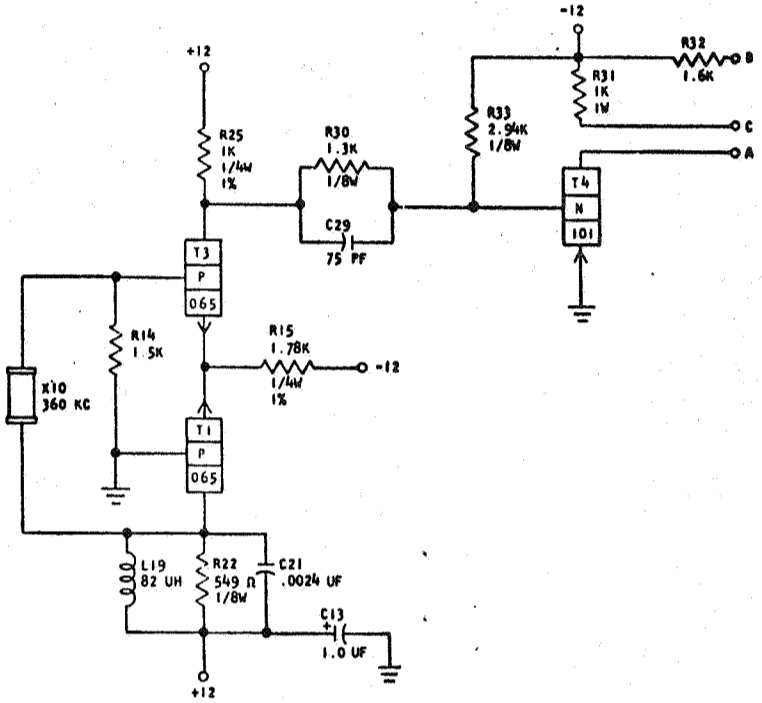 -12
R32
1.6K
B
R31
1K
1W
C
A
+12
R25
1K
1/4W
1%
R30
1.3K
1/8W
C29
75 PF
R33
2.94K
1/8W
T4
N
101
T3
P
065
R14
1.5K
R15
1.78K
1/4W
1%
-12
X10
360 KC
T1
P
065
L19
82 UH
R22
549 Ω
1/8W
C21
.0024 UF
C13
+
1.0 UF
+12